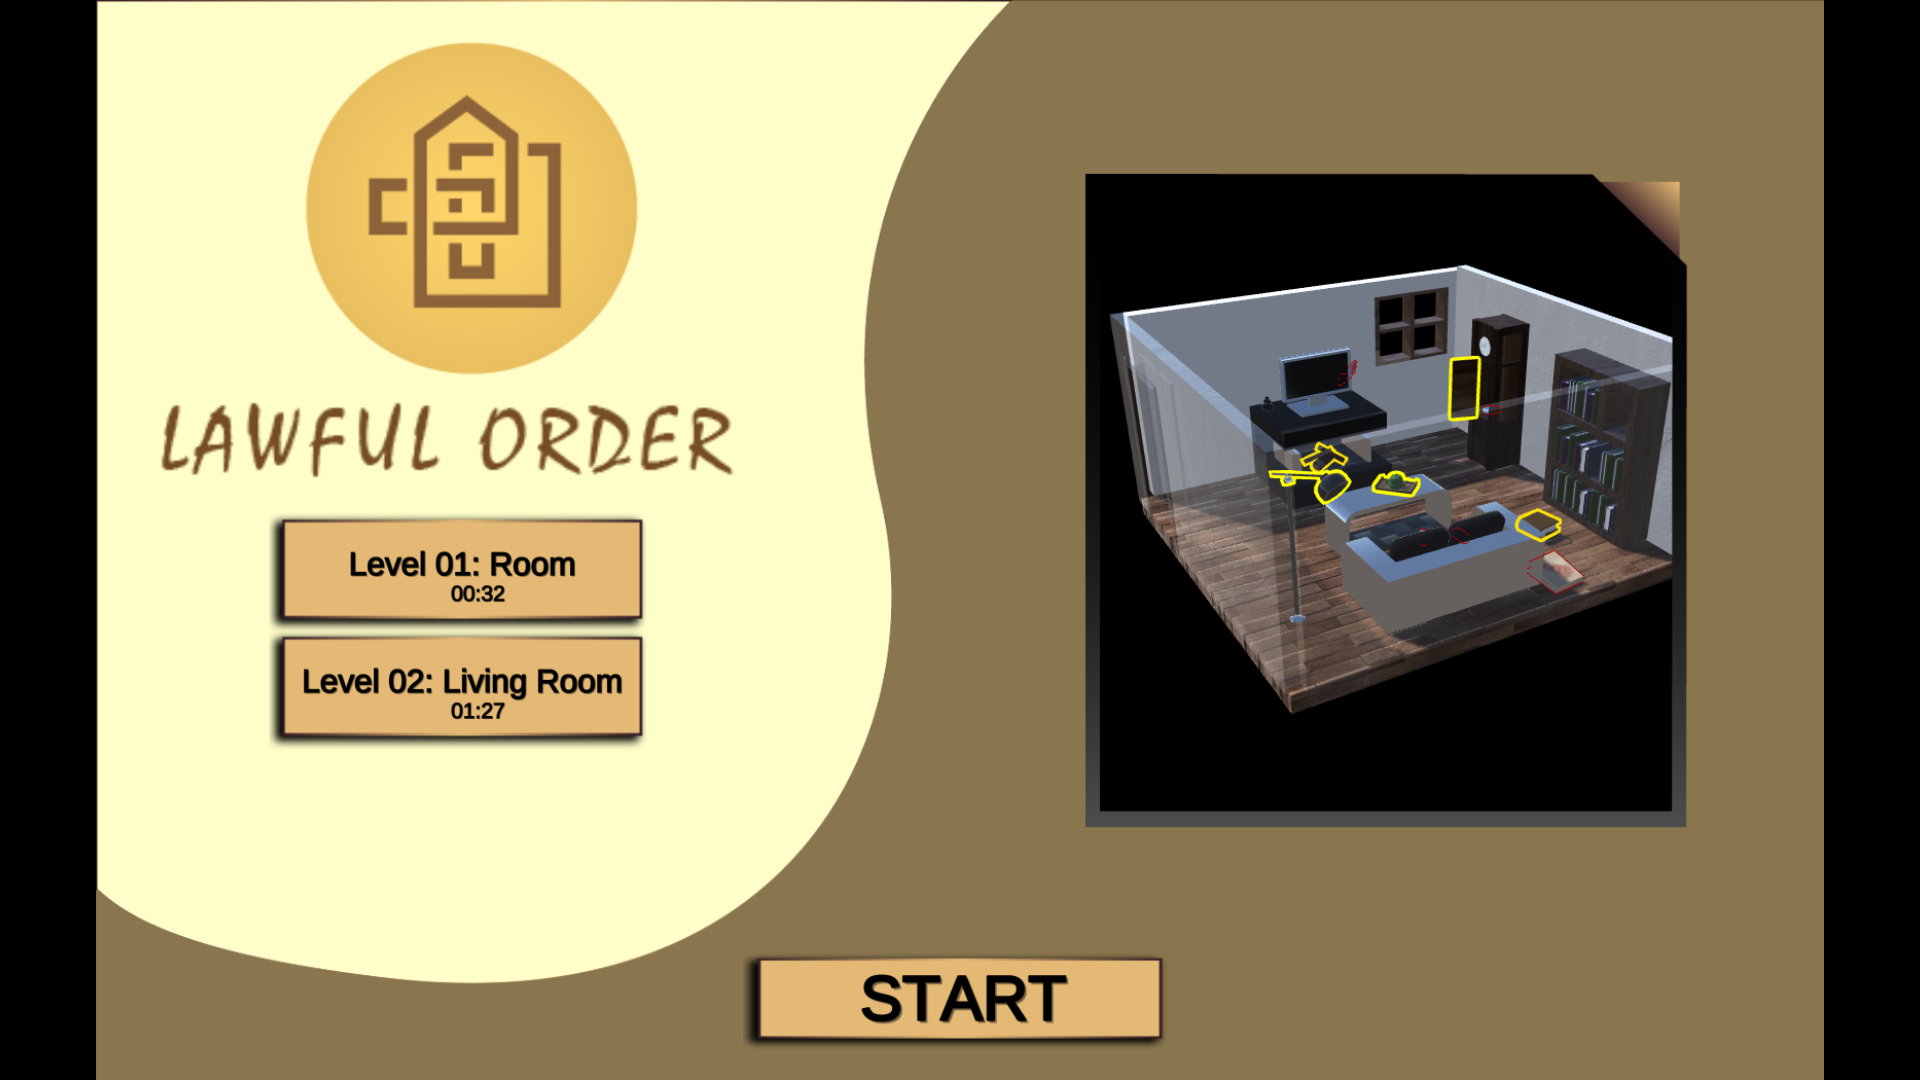 LAWFUL ORDER
Level 01: Room
00:32
Level 02: Living Room
01:27
START